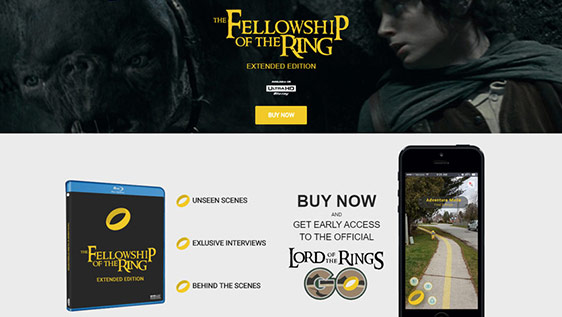 THE FELLOWSHIP
OF THE RING
EXTENDED EDITION
AVAILABLE ON
ULTRA HD
Blu-ray
BUY NOW
Blu-ray
THE FELLOWSHIP
OF THE RING
EXTENDED EDITION
UNSEEN SCENES
EXLUSIVE INTERVIEWS
BEHIND THE SCENES
BUY NOW
AND
GET EARLY ACCESS
TO THE OFFICIAL
LORD OF THE RINGS
GO
Adventure Mode